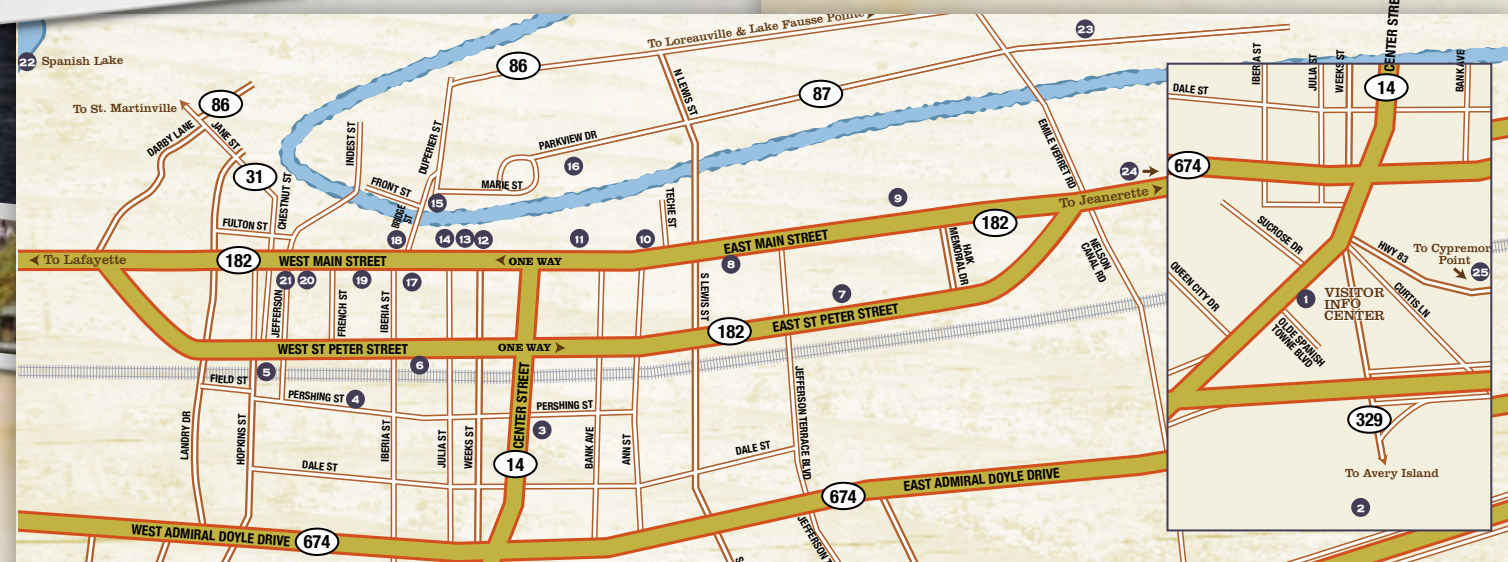 22 Spanish Lake
To St. Martinville
86
DARBY LANE
JANE ST
31
CHESTNUT ST
INDEST ST
FRONT ST
DUPERIER ST
BRIDGE ST
MARIE ST
PARKVIEW DR
86
To Loreauville & Lake Fausse Pointe
N LEWIS ST
87
23
EMILE VERRET RD
24
To Jeanerette
16
15
TECHE ST
FULTON ST
18
14
13
12
11
10
9
To Lafayette
182
WEST MAIN STREET
ONE WAY
EAST MAIN STREET
182
HAIK
MEMORIAL DR
NELSON
CANAL RD
8
7
21
20
19
17
JEFFERSON
FRENCH ST
IBERIA ST
S LEWIS ST
182
EAST ST PETER STREET
WEST ST PETER STREET
ONE WAY
6
5
FIELD ST
PERSHING ST
4
PERSHING ST
3
CENTER STREET
LANDRY DR
HOPKINS ST
IBERIA ST
JULIA ST
WEEKS ST
BANK AVE
ANN ST
JEFFERSON TERRACE BLVD
DALE ST
DALE ST
14
WEST ADMIRAL DOYLE DRIVE
674
674
EAST ADMIRAL DOYLE DRIVE
JEFFERSON T
S
CENTER STRE
IBERIA ST
JULIA ST
WEEKS ST
BANK AVE
DALE ST
14
674
SUCROSE DR
HWY 83
To Cypremor
Point
25
QUEEN CITY DR
1
VISITOR
INFO
CENTER
CURTIS LN
OLDE SPANISH
TOWNE BLVD
329
To Avery Island
2